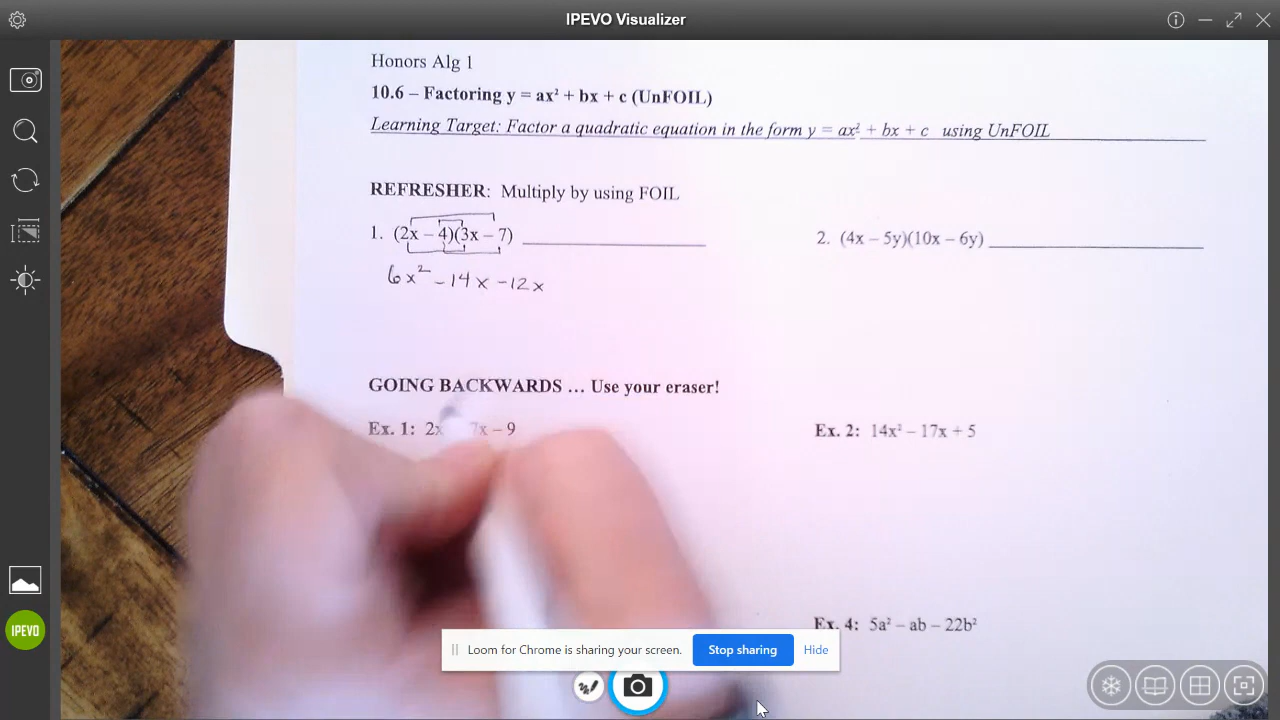 IPEVO Visualizer
Honors Alg 1
10.6 – Factoring y = ax² + bx + c (UnFOIL)
Learning Target: Factor a quadratic equation in the form y = ax² + bx + c using UnFOIL
REFRESHER: Multiply by using FOIL
1. (2x – 4)(3x – 7)
2. (4x – 5y)(10x – 6y)
6x² - 14x - 12x
GOING BACKWARDS … Use your eraser!
Ex. 1: 2x 7x – 9
Ex. 2: 14x² – 17x + 5
Ex. 4: 5a² – ab – 22b²
IPEVO
Loom for Chrome is sharing your screen.
Stop sharing
Hide